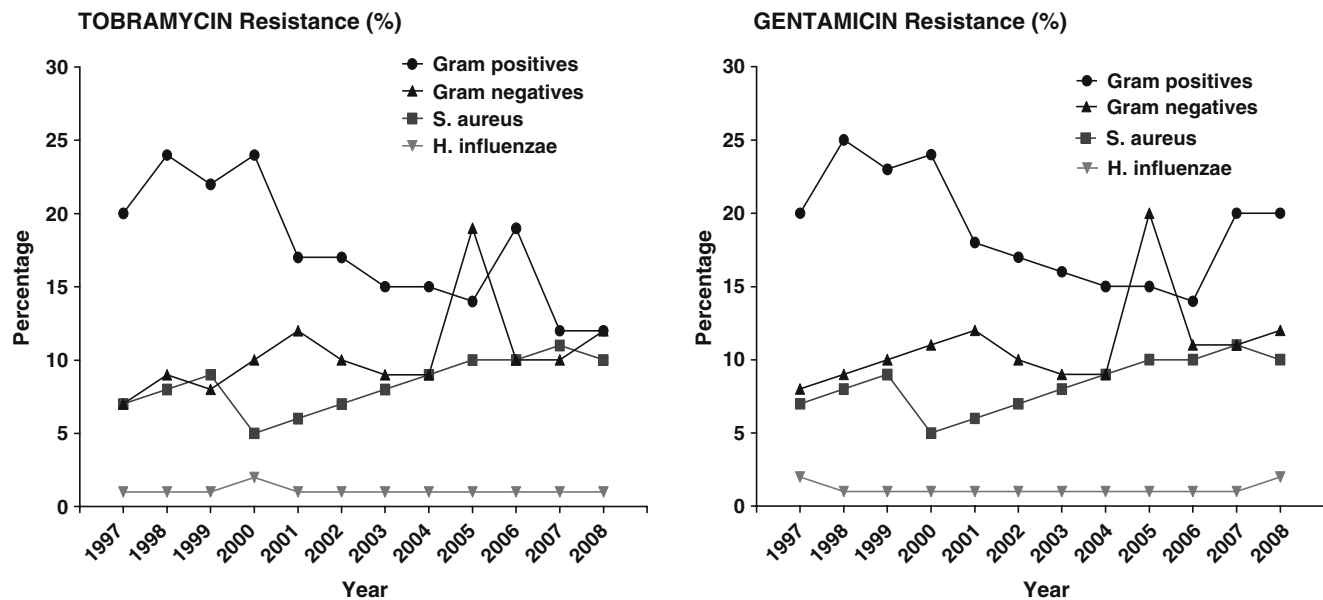 TOBRAMYCIN Resistance (%)
30
25
20
15
10
5
0
Percentage
Gram positives
Gram negatives
S. aureus
H. influenzae
1997
1998
1999
2000
2001
2002
2003
2004
2005
2006
2007
2008
Year
GENTAMICIN Resistance (%)
30
25
20
15
10
5
0
Percentage
Gram positives
Gram negatives
S. aureus
H. influenzae
1997
1998
1999
2000
2001
2002
2003
2004
2005
2006
2007
2008
Year